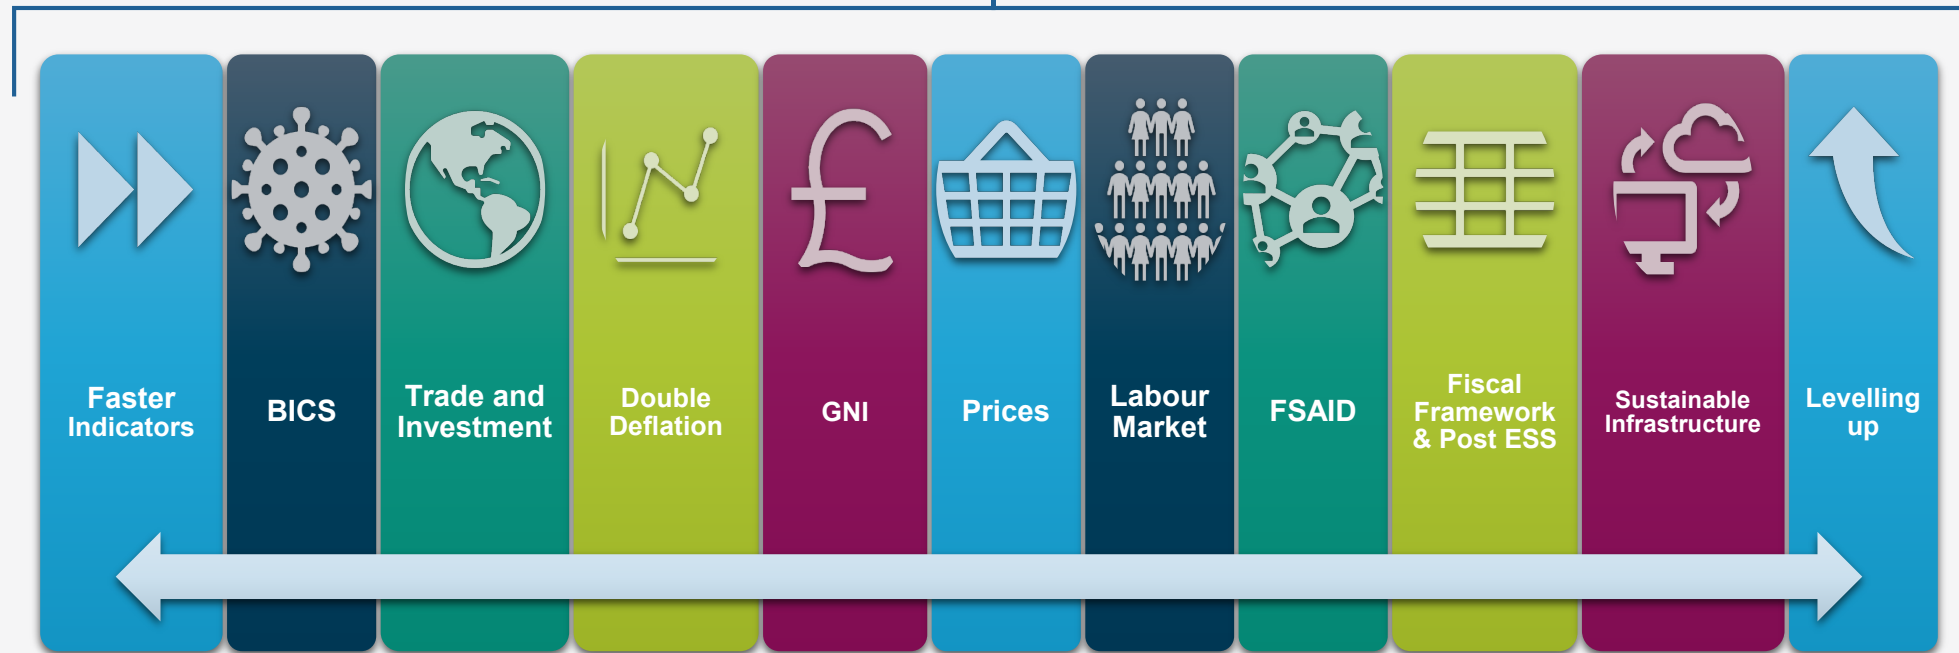 Faster
Indicators
BICS
Trade and
Investment
Double
Deflation
GNI
Prices
Labour
Market
FSAID
Fiscal
Framework
& Post ESS
Sustainable
Infrastructure
Levelling
up